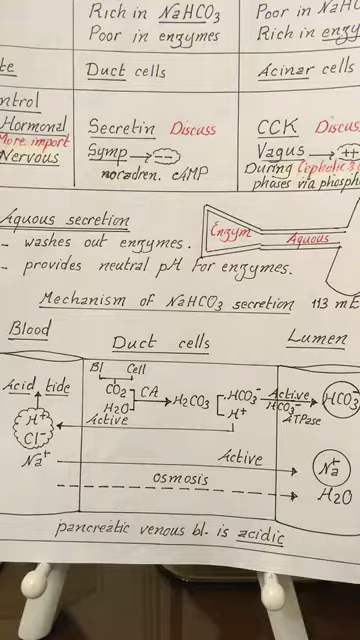 Rich in NaHCO3
Poor in enzymes
Poor in NaH
Rich in enzy
te
Duct cells
Acinar cells
ntrol
Hormonal
More import
Nervous
Secretin Discuss
Symp → (--)
noradren. cAMP
CCK Discus
Vagus → (++)
During Cephalic &
phases via phosph
Aqueous secretion
- washes out enzymes.
- provides neutral pH for enzymes.
Enzym
Aqueous
Mechanism of NaHCO3 secretion 113 mE
Blood
Duct cells
Lumen
Acid tide
H+
Cl-
Na+
Bl Cell
CO2
H2O
CA
H2CO3
HCO3-
H+
Active
HCO3-
ATPase
HCO3
Active
Active
Na+
osmosis
H2O
pancreatic venous bl. is acidic